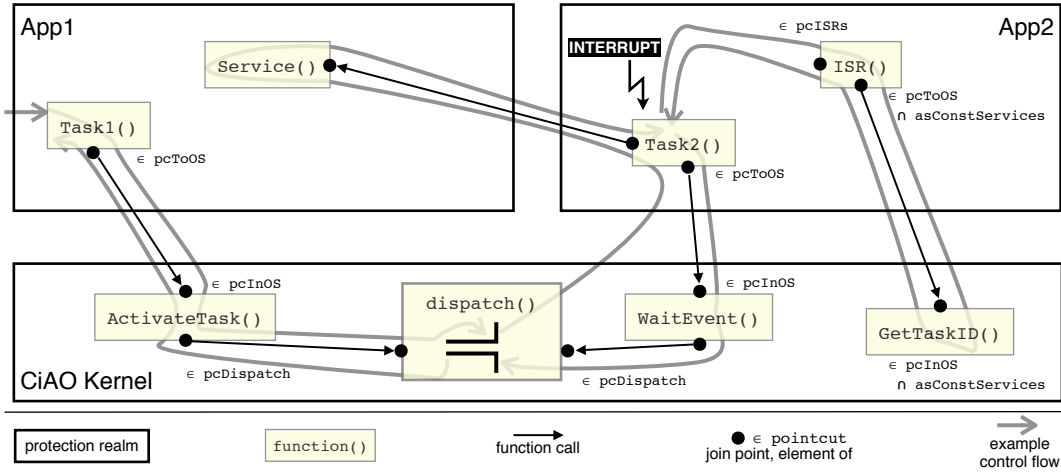 App1
App2
∈ pcISRs
INTERRUPT
Service()
ISR()
∈ pcToOS
∩ asConstServices
Task1()
∈ pcToOS
Task2()
∈ pcToOS
∈ pcInOS
∈ pcInOS
dispatch()
ActivateTask()
WaitEvent()
GetTaskID()
∈ pcInOS
∩ asConstServices
∈ pcDispatch
∈ pcDispatch
CiAO Kernel
protection realm
function()
function call
∈ pointcut
join point, element of
example
control flow